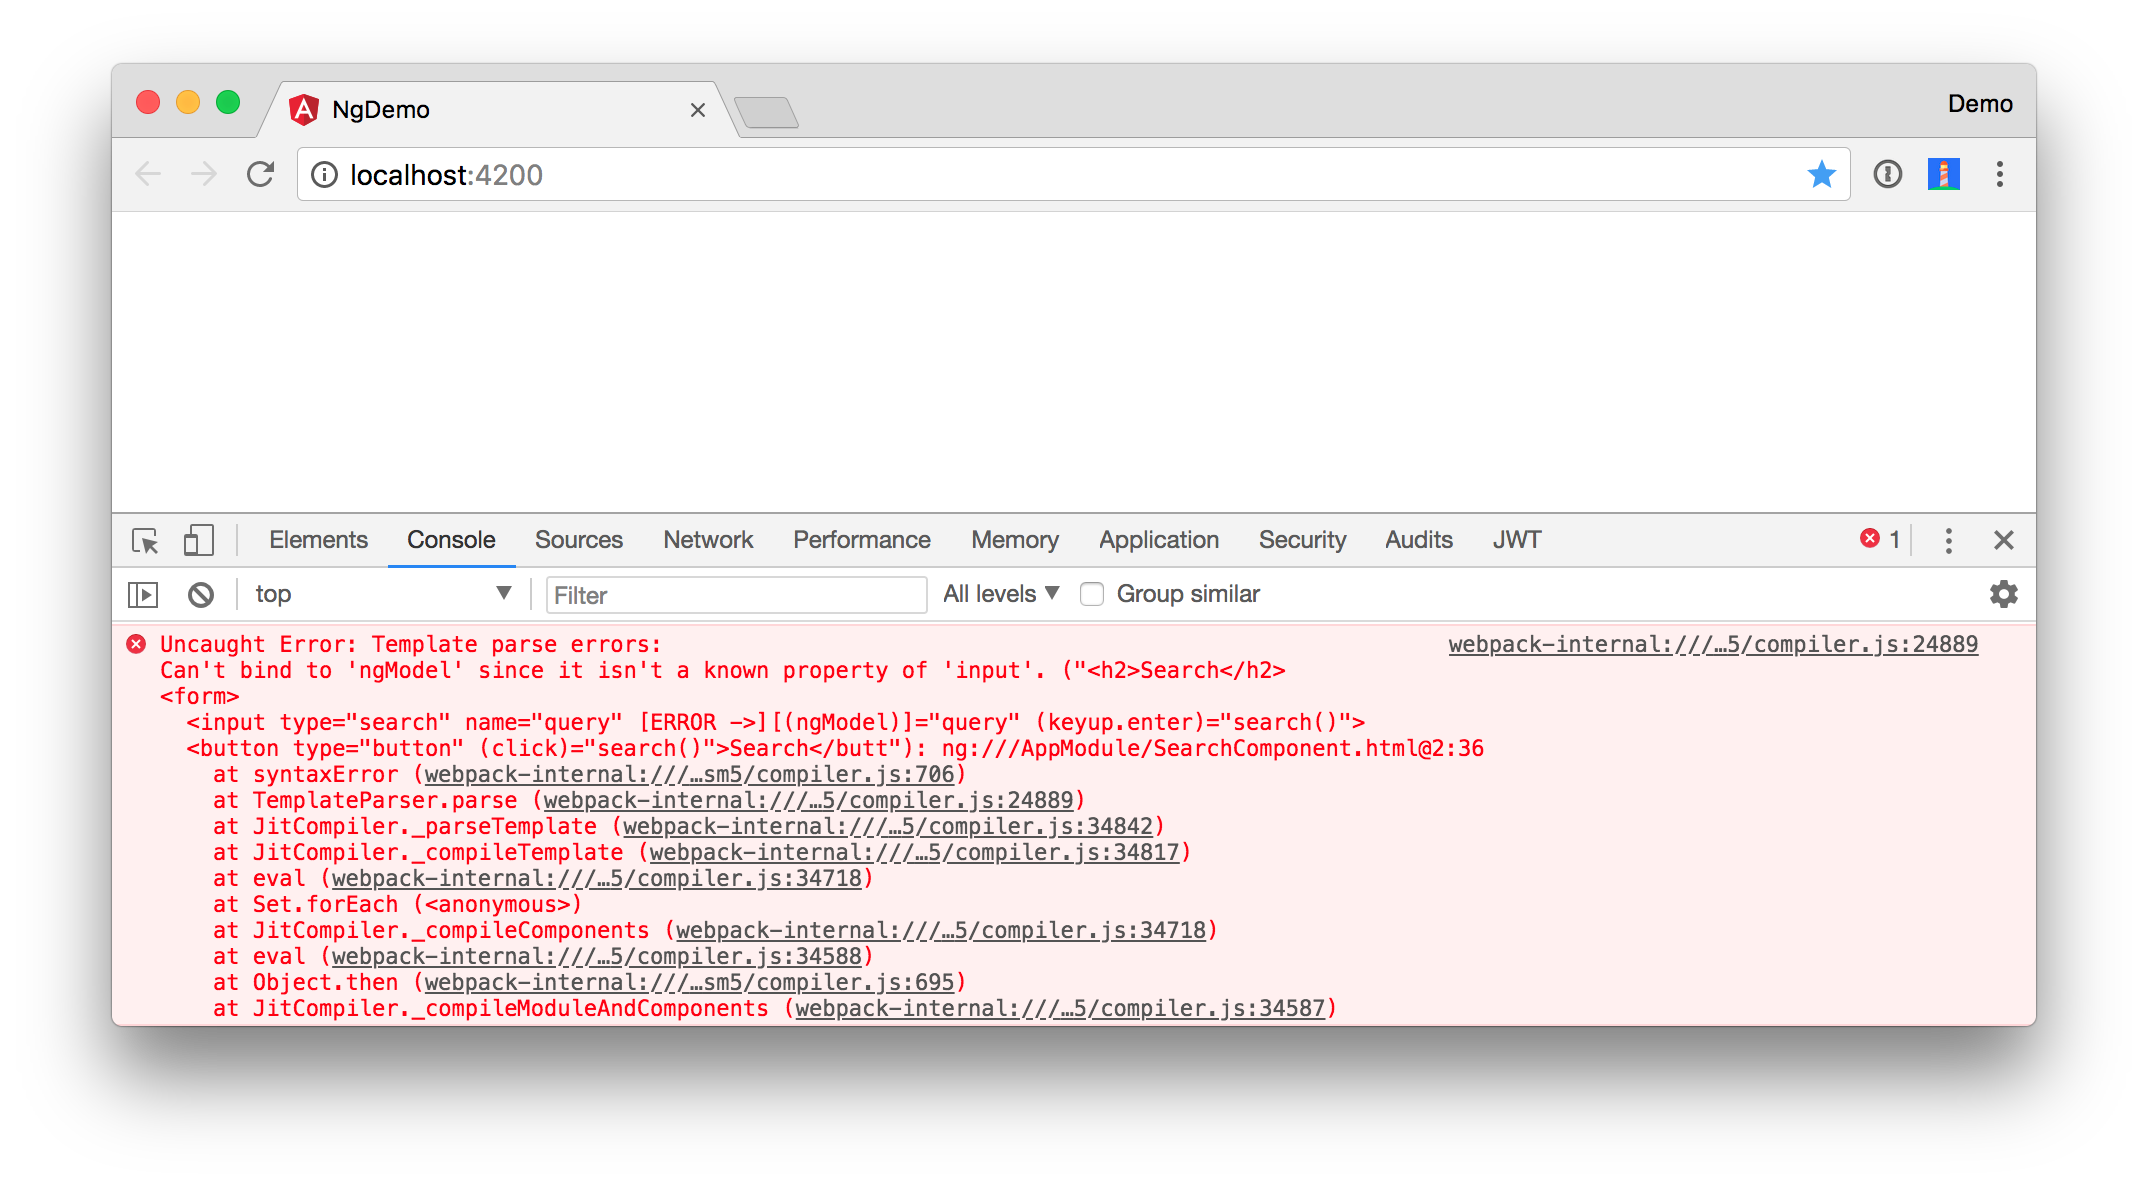 NgDemo
Demo
localhost:4200
Elements Console Sources Network Performance Memory Application Security Audits JWT 1
top Filter All levels Group similar
Uncaught Error: Template parse errors: webpack-internal:///…5/compiler.js:24889
Can't bind to 'ngModel' since it isn't a known property of 'input'. ("<h2>Search</h2>
<form>
  <input type="search" name="query" [ERROR ->][(ngModel)]="query" (keyup.enter)="search()">
  <button type="button" (click)="search()">Search</butt"): ng:///AppModule/SearchComponent.html@2:36
    at syntaxError (webpack-internal:///…sm5/compiler.js:706)
    at TemplateParser.parse (webpack-internal:///…5/compiler.js:24889)
    at JitCompiler._parseTemplate (webpack-internal:///…5/compiler.js:34842)
    at JitCompiler._compileTemplate (webpack-internal:///…5/compiler.js:34817)
    at eval (webpack-internal:///…5/compiler.js:34718)
    at Set.forEach (<anonymous>)
    at JitCompiler._compileComponents (webpack-internal:///…5/compiler.js:34718)
    at eval (webpack-internal:///…5/compiler.js:34588)
    at Object.then (webpack-internal:///…sm5/compiler.js:695)
    at JitCompiler._compileModuleAndComponents (webpack-internal:///…5/compiler.js:34587)